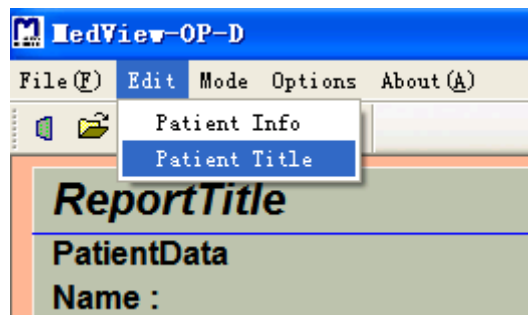 MedView-OP-D
File(F) Edit Mode Options About(A)
Patient Info
Patient Title
ReportTitle
PatientData
Name :